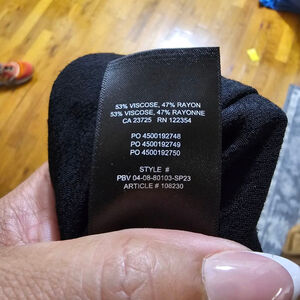 53% VISCOSE, 47% RAYON
53% VISCOSE, 47% RAYONNE
CA 23725 RN 122354
PO 4500192748
PO 4500192749
PO 4500192750
STYLE #
PBV 04-08-80103-SP23
ARTICLE # 108230